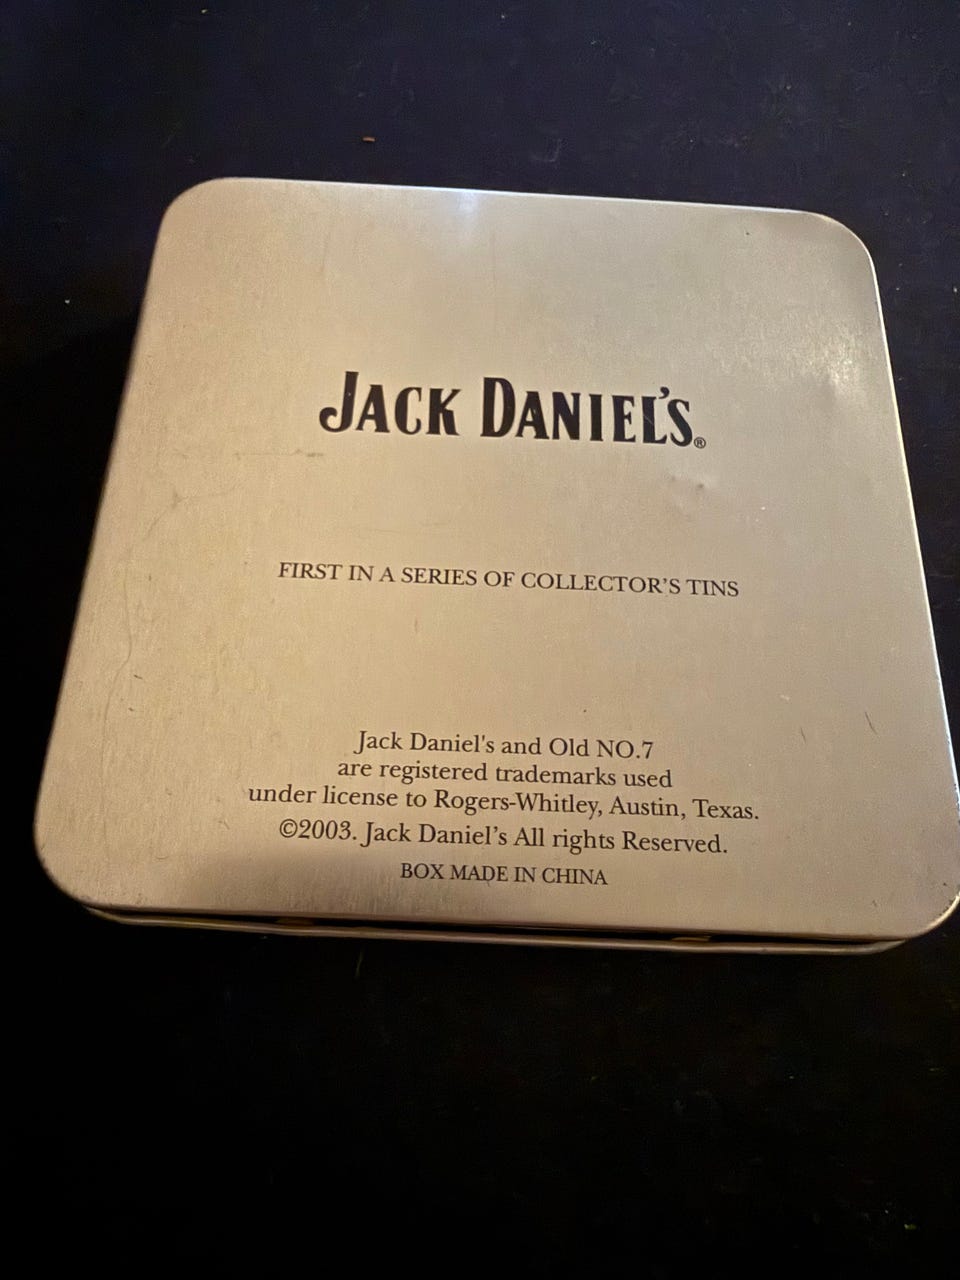 JACK DANIEL'S®
FIRST IN A SERIES OF COLLECTOR'S TINS
Jack Daniel's and Old NO.7
are registered trademarks used
under license to Rogers-Whitley, Austin, Texas.
©2003. Jack Daniel's All rights Reserved.
BOX MADE IN CHINA